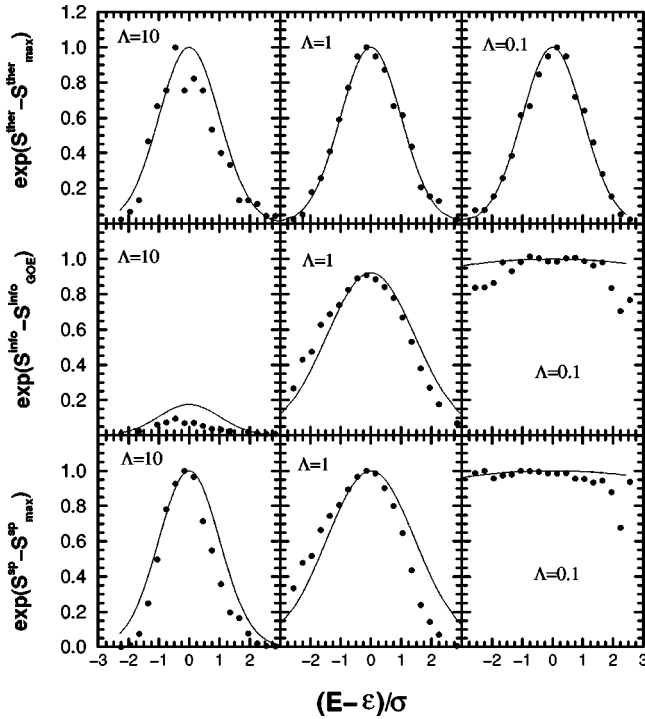 exp(S^ther−S^ther_max)
1.2
1.0
0.8
0.6
0.4
0.2
Λ=10
Λ=1
Λ=0.1
exp(S^info−S^info_GOE)
1.0
0.8
0.6
0.4
0.2
Λ=10
Λ=1
Λ=0.1
exp(S^sp−S^sp_max)
1.0
0.8
0.6
0.4
0.2
0.0
Λ=10
Λ=1
Λ=0.1
−3 −2 −1 0 1 2
−2 −1 0 1 2
−2 −1 0 1 2 3
(E−ε)/σ